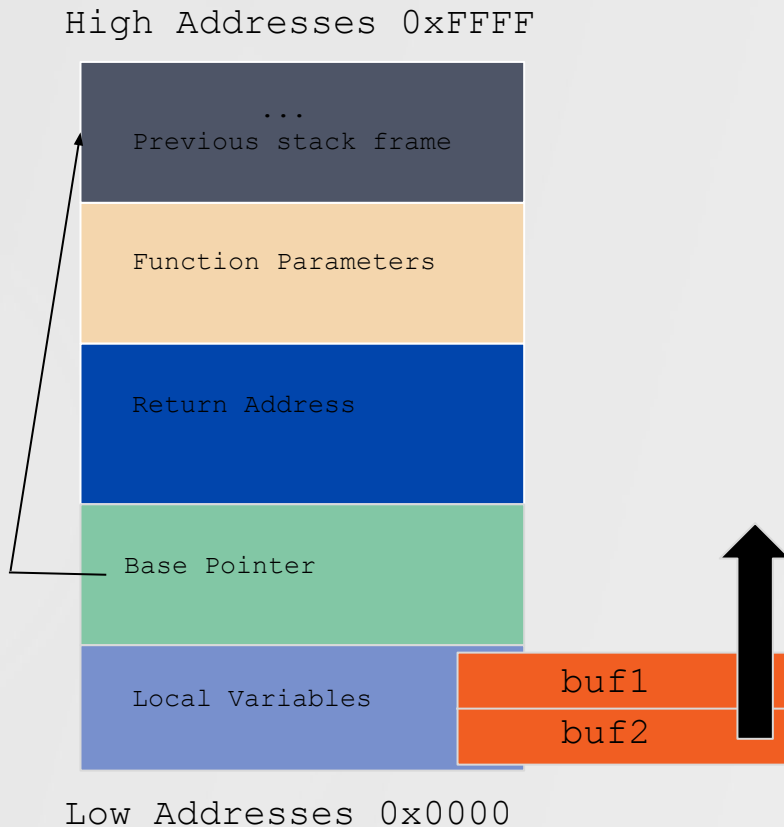 High Addresses 0xFFFF
...
Previous stack frame
Function Parameters
Return Address
Base Pointer
Local Variables
buf1
buf2
Low Addresses 0x0000